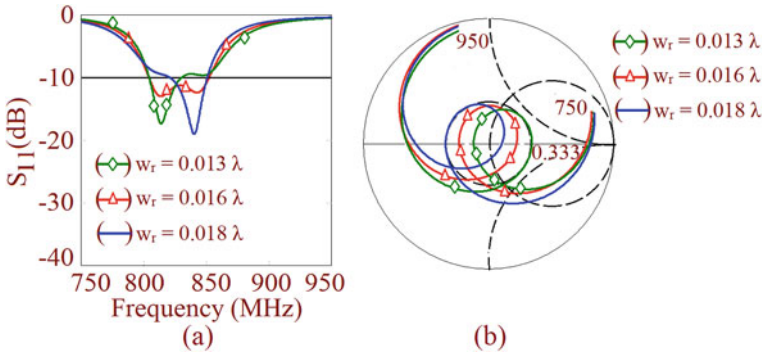 0
-10
-20
-30
-40
S11(dB)
wr = 0.013 λ
wr = 0.016 λ
wr = 0.018 λ
750 800 850 900 950
Frequency (MHz)
(a)
950
750
0.333
wr = 0.013 λ
wr = 0.016 λ
wr = 0.018 λ
(b)